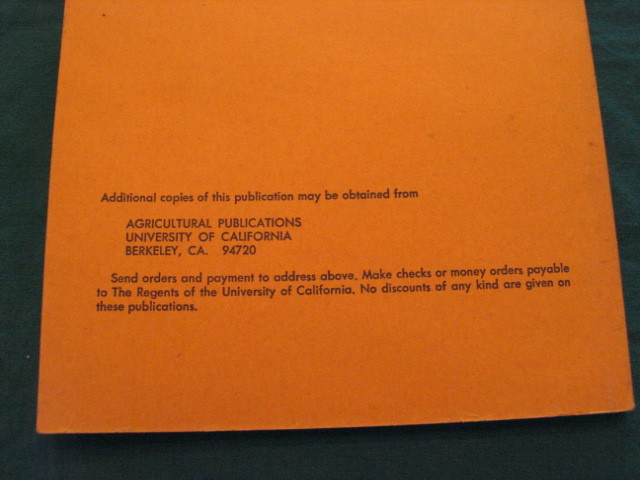 Additional copies of this publication may be obtained from
AGRICULTURAL PUBLICATIONS
UNIVERSITY OF CALIFORNIA
BERKELEY, CA. 94720
Send orders and payment to address above. Make checks or money orders payable
to The Regents of the University of California. No discounts of any kind are given on
these publications.